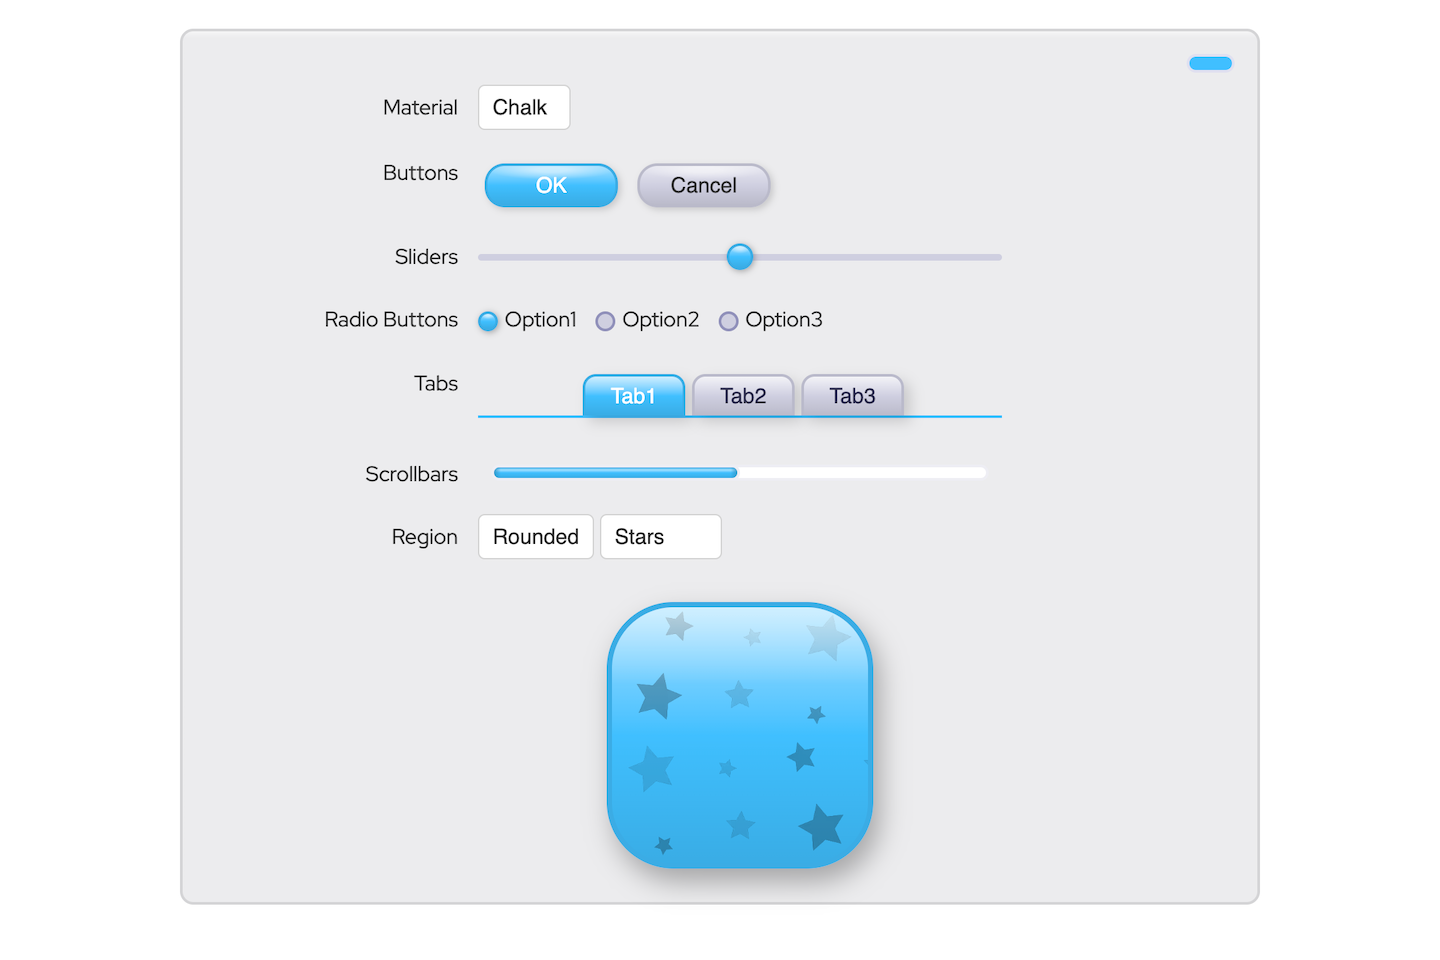 Material Chalk
Buttons OK Cancel
Sliders
Radio Buttons Option1 Option2 Option3
Tabs Tab1 Tab2 Tab3
Scrollbars
Region Rounded Stars